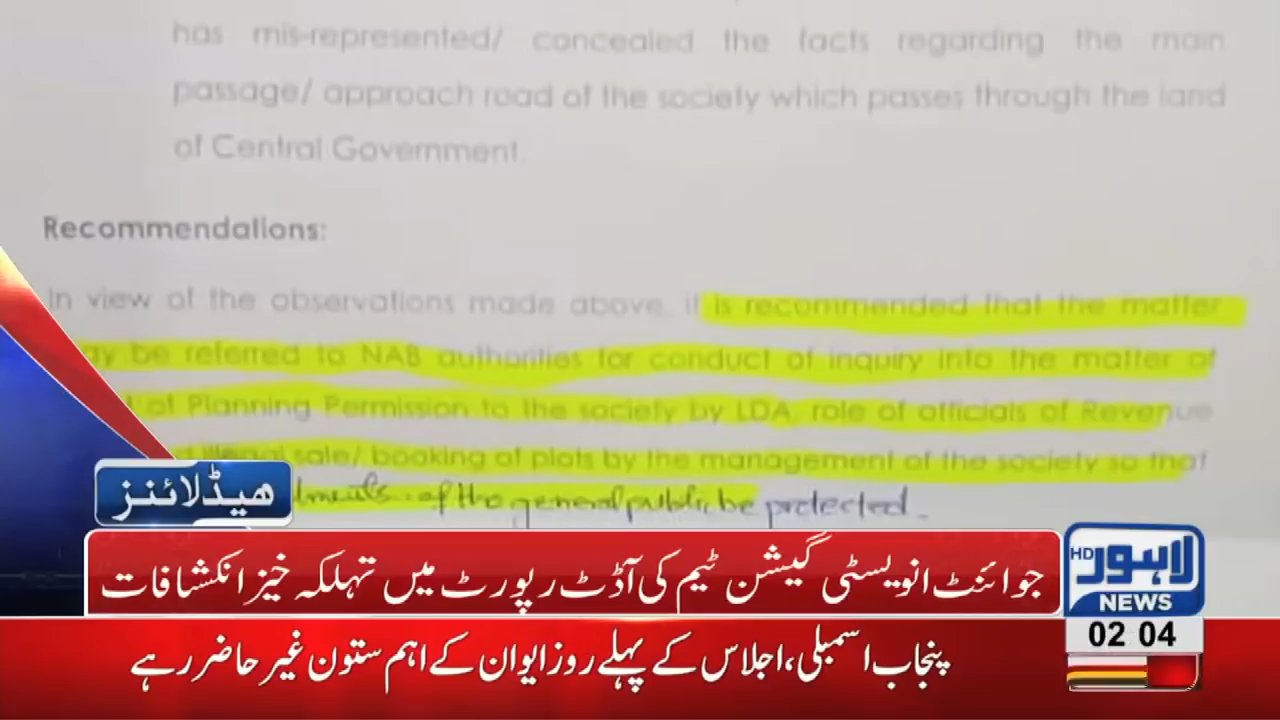 has mis-represented/ concealed the facts regarding the main
passage/ approach road of the society which passes through the land
of Central Government.
Recommendations:
In view of the observations made above, it is recommended that the matter
be referred to NAB authorities for conduct of inquiry into the matter of
of Planning Permission to the society by LDA, role of officials of Revenue
sale/ booking of plots by the management of the society so that
of the general public be protected.
ھیڈلائنز
جوائنٹ انویسٹی گیشن ٹیم کی آڈٹ رپورٹ میں تہلکہ خیز انکشافات
پنجاب اسمبلی، اجلاس کے پہلے روز ایوان کے اہم ستون غیر حاضر رہے
HD لاہور
NEWS
02 04